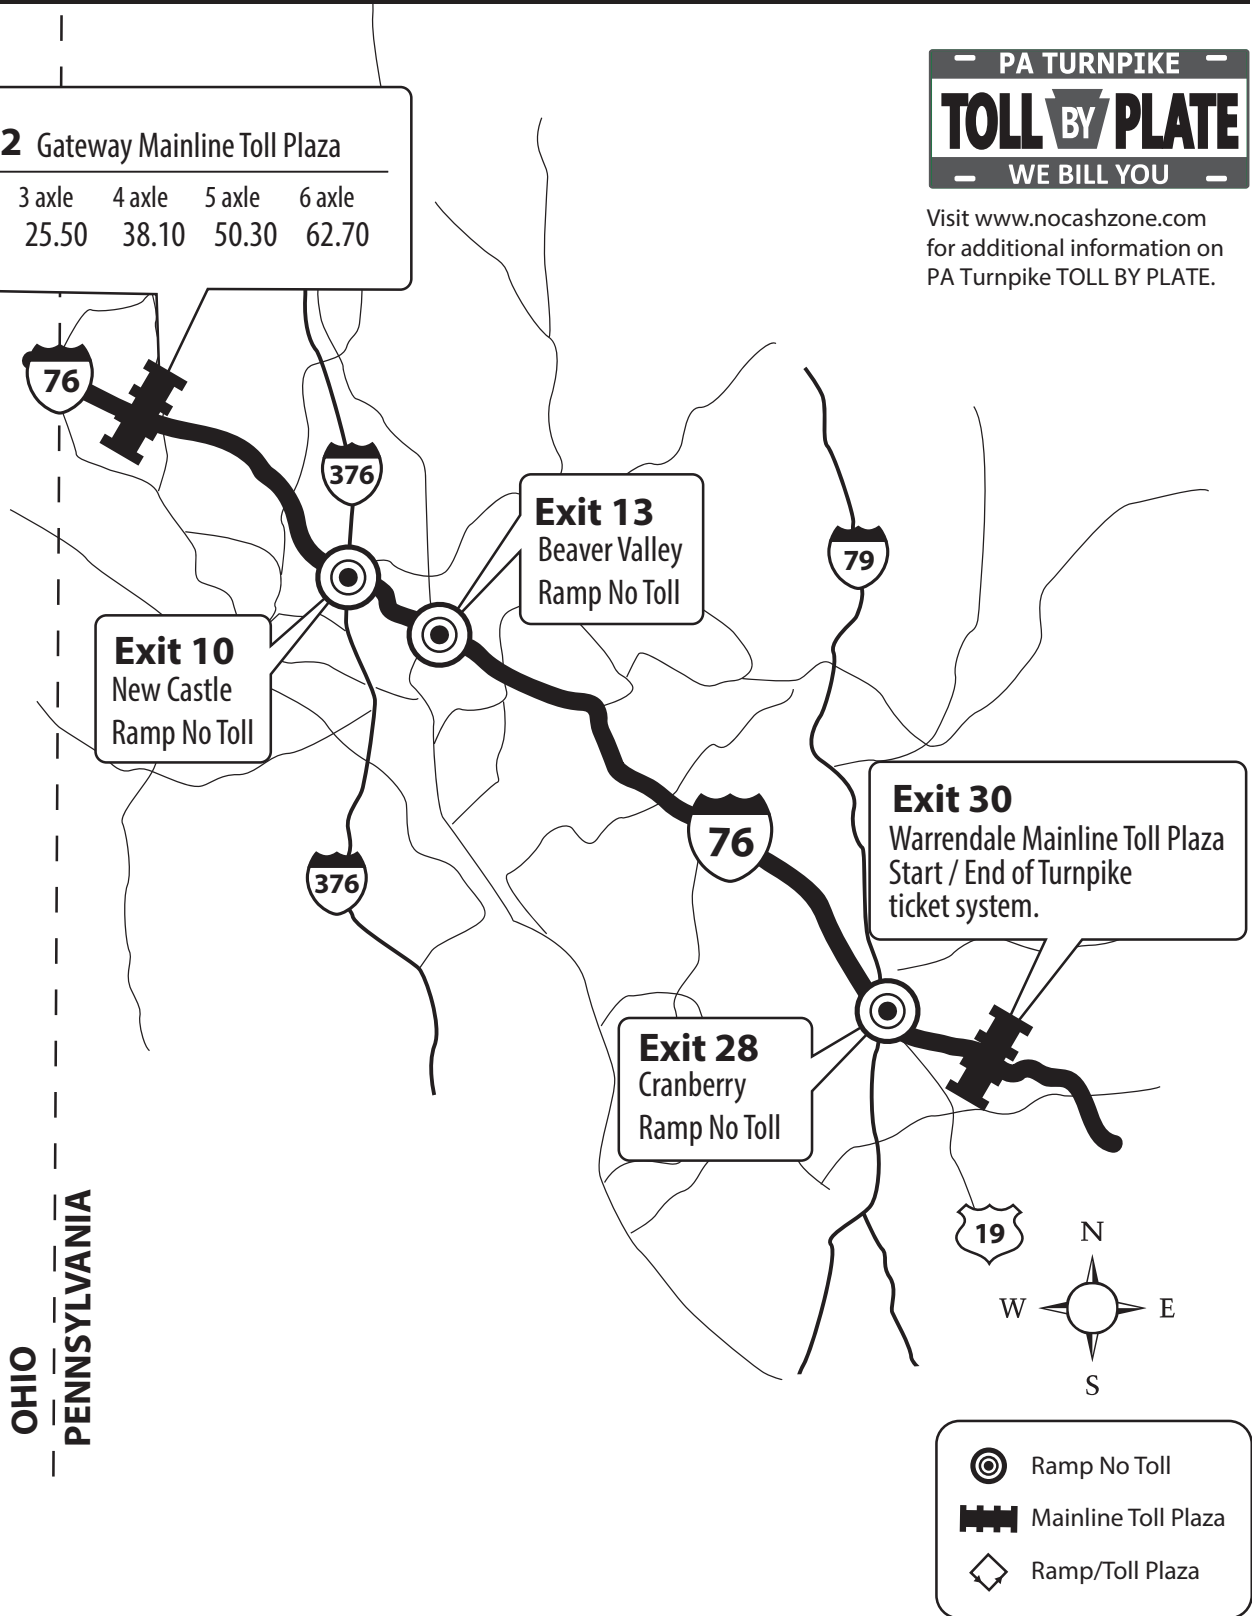 PA TURNPIKE
TOLL BY PLATE
WE BILL YOU
Visit www.nocashzone.com
for additional information on
PA Turnpike TOLL BY PLATE.
2 Gateway Mainline Toll Plaza
3 axle 4 axle 5 axle 6 axle
25.50 38.10 50.30 62.70
76
376
79
Exit 13
Beaver Valley
Ramp No Toll
Exit 10
New Castle
Ramp No Toll
376
76
Exit 30
Warrendale Mainline Toll Plaza
Start / End of Turnpike
ticket system.
Exit 28
Cranberry
Ramp No Toll
19
OHIO
PENNSYLVANIA
N
W E
S
Ramp No Toll
Mainline Toll Plaza
Ramp/Toll Plaza